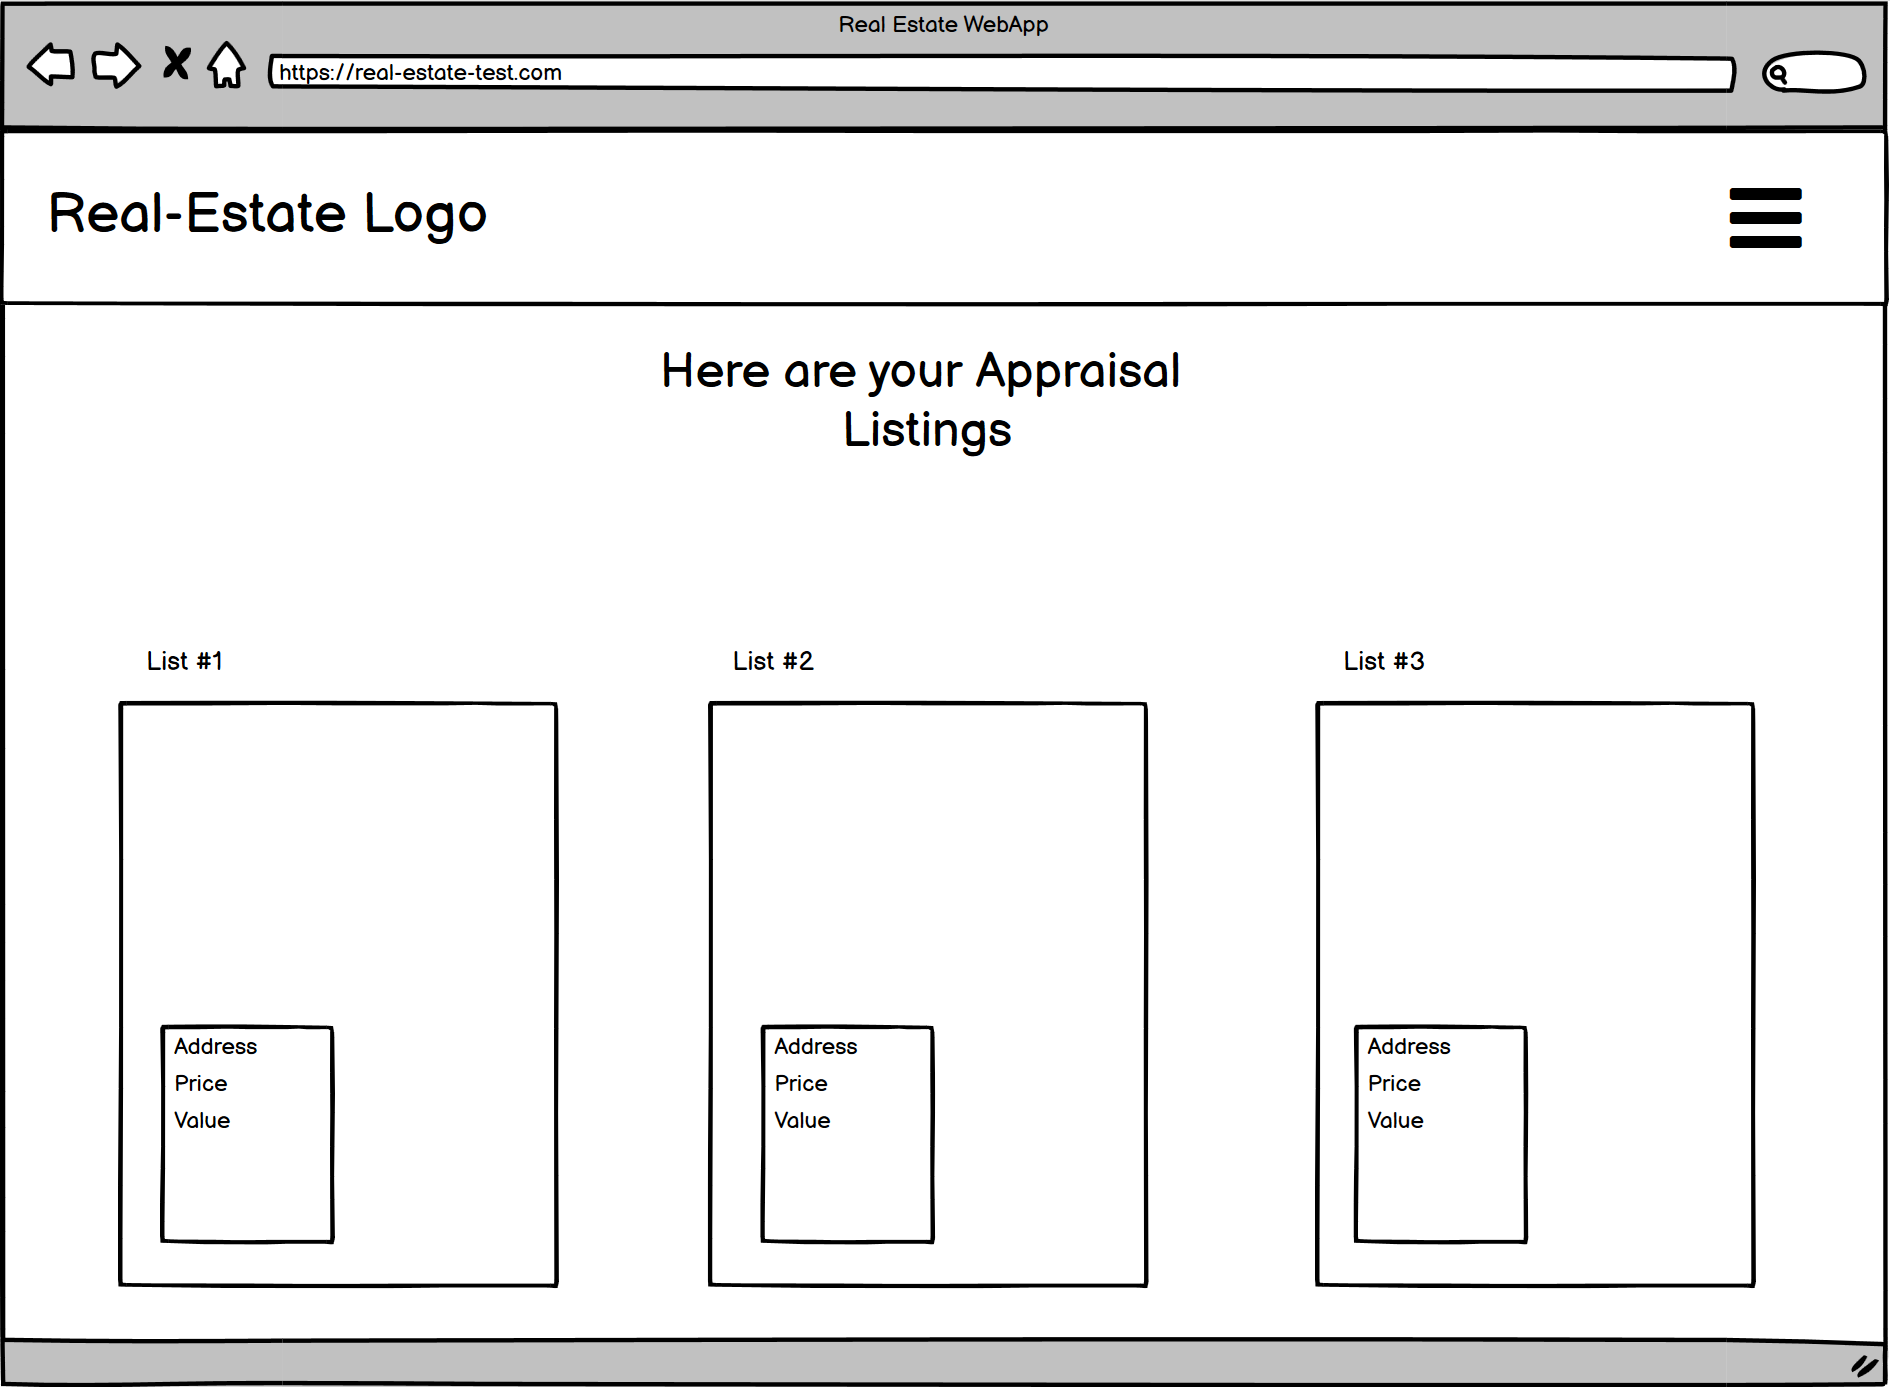 Real Estate WebApp
https://real-estate-test.com
Real-Estate Logo
Here are your Appraisal
Listings
List #1
List #2
List #3
Address
Price
Value
Address
Price
Value
Address
Price
Value